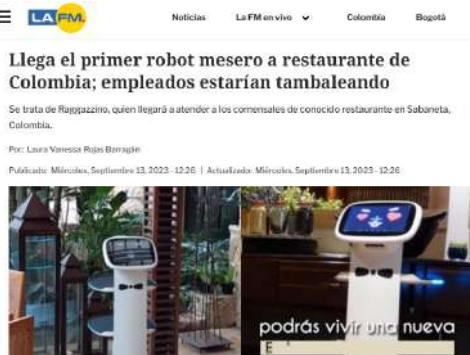 LA FM.
Noticias
La FM en vivo
Colombia
Bogotá
Llega el primer robot mesero a restaurante de
Colombia; empleados estarían tambaleando
Se trata de Raggazzino, quien llegará a atender a los comensales de conocido restaurante en Sabaneta,
Colombia.
Por: Laura Vanessa Rojas Barragán
Publicado: Miércoles, Septiembre 13, 2023 - 12:26 | Actualizado: Miércoles, Septiembre 13, 2023 - 12:26
podrás vivir una nueva
E